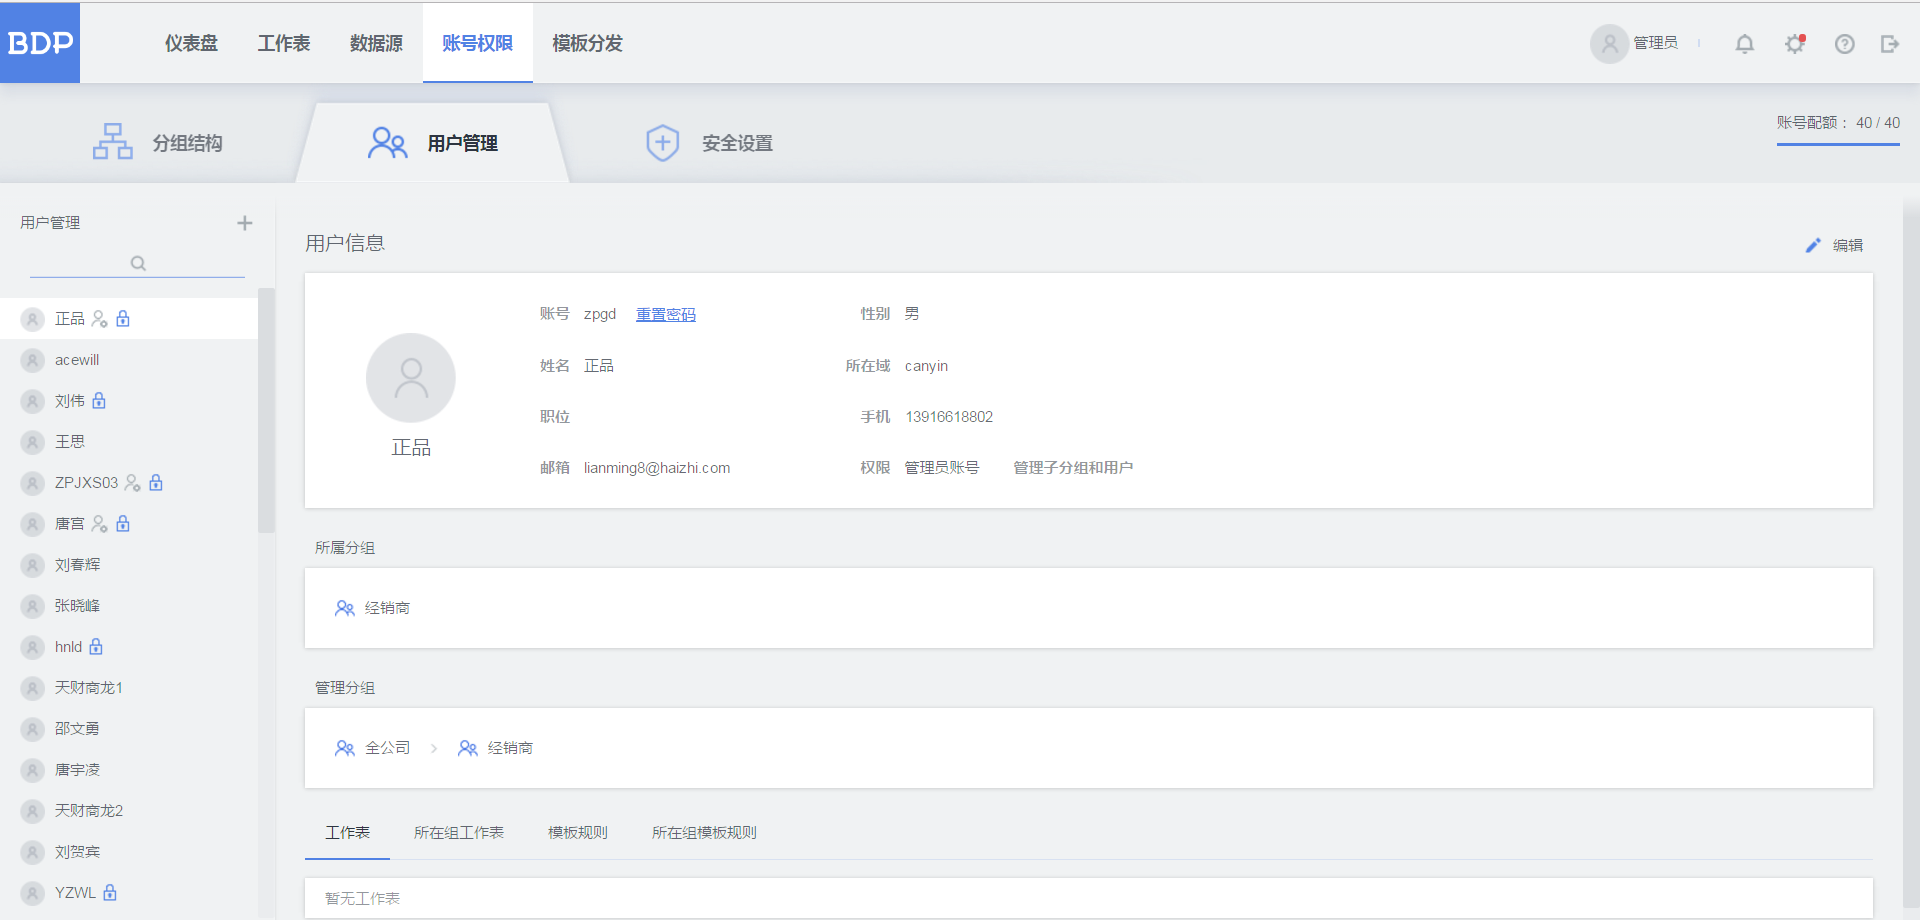 BDP 仪表盘 工作表 数据源 账号权限 模板分发 管理员
分组结构 用户管理 安全设置 账号配额： 40 / 40
用户管理
正品
acewill
刘伟
王思
ZPJXS03
唐宫
刘春辉
张晓峰
hnld
天财商龙1
邵文勇
唐宇凌
天财商龙2
刘贺宾
YZWL
用户信息 编辑
正品
账号 zpgd 重置密码 性别 男
姓名 正品 所在域 canyin
职位 手机 13916618802
邮箱 lianming8@haizhi.com 权限 管理员账号 管理子分组和用户
所属分组
经销商
管理分组
全公司 > 经销商
工作表 所在组工作表 模板规则 所在组模板规则
暂无工作表